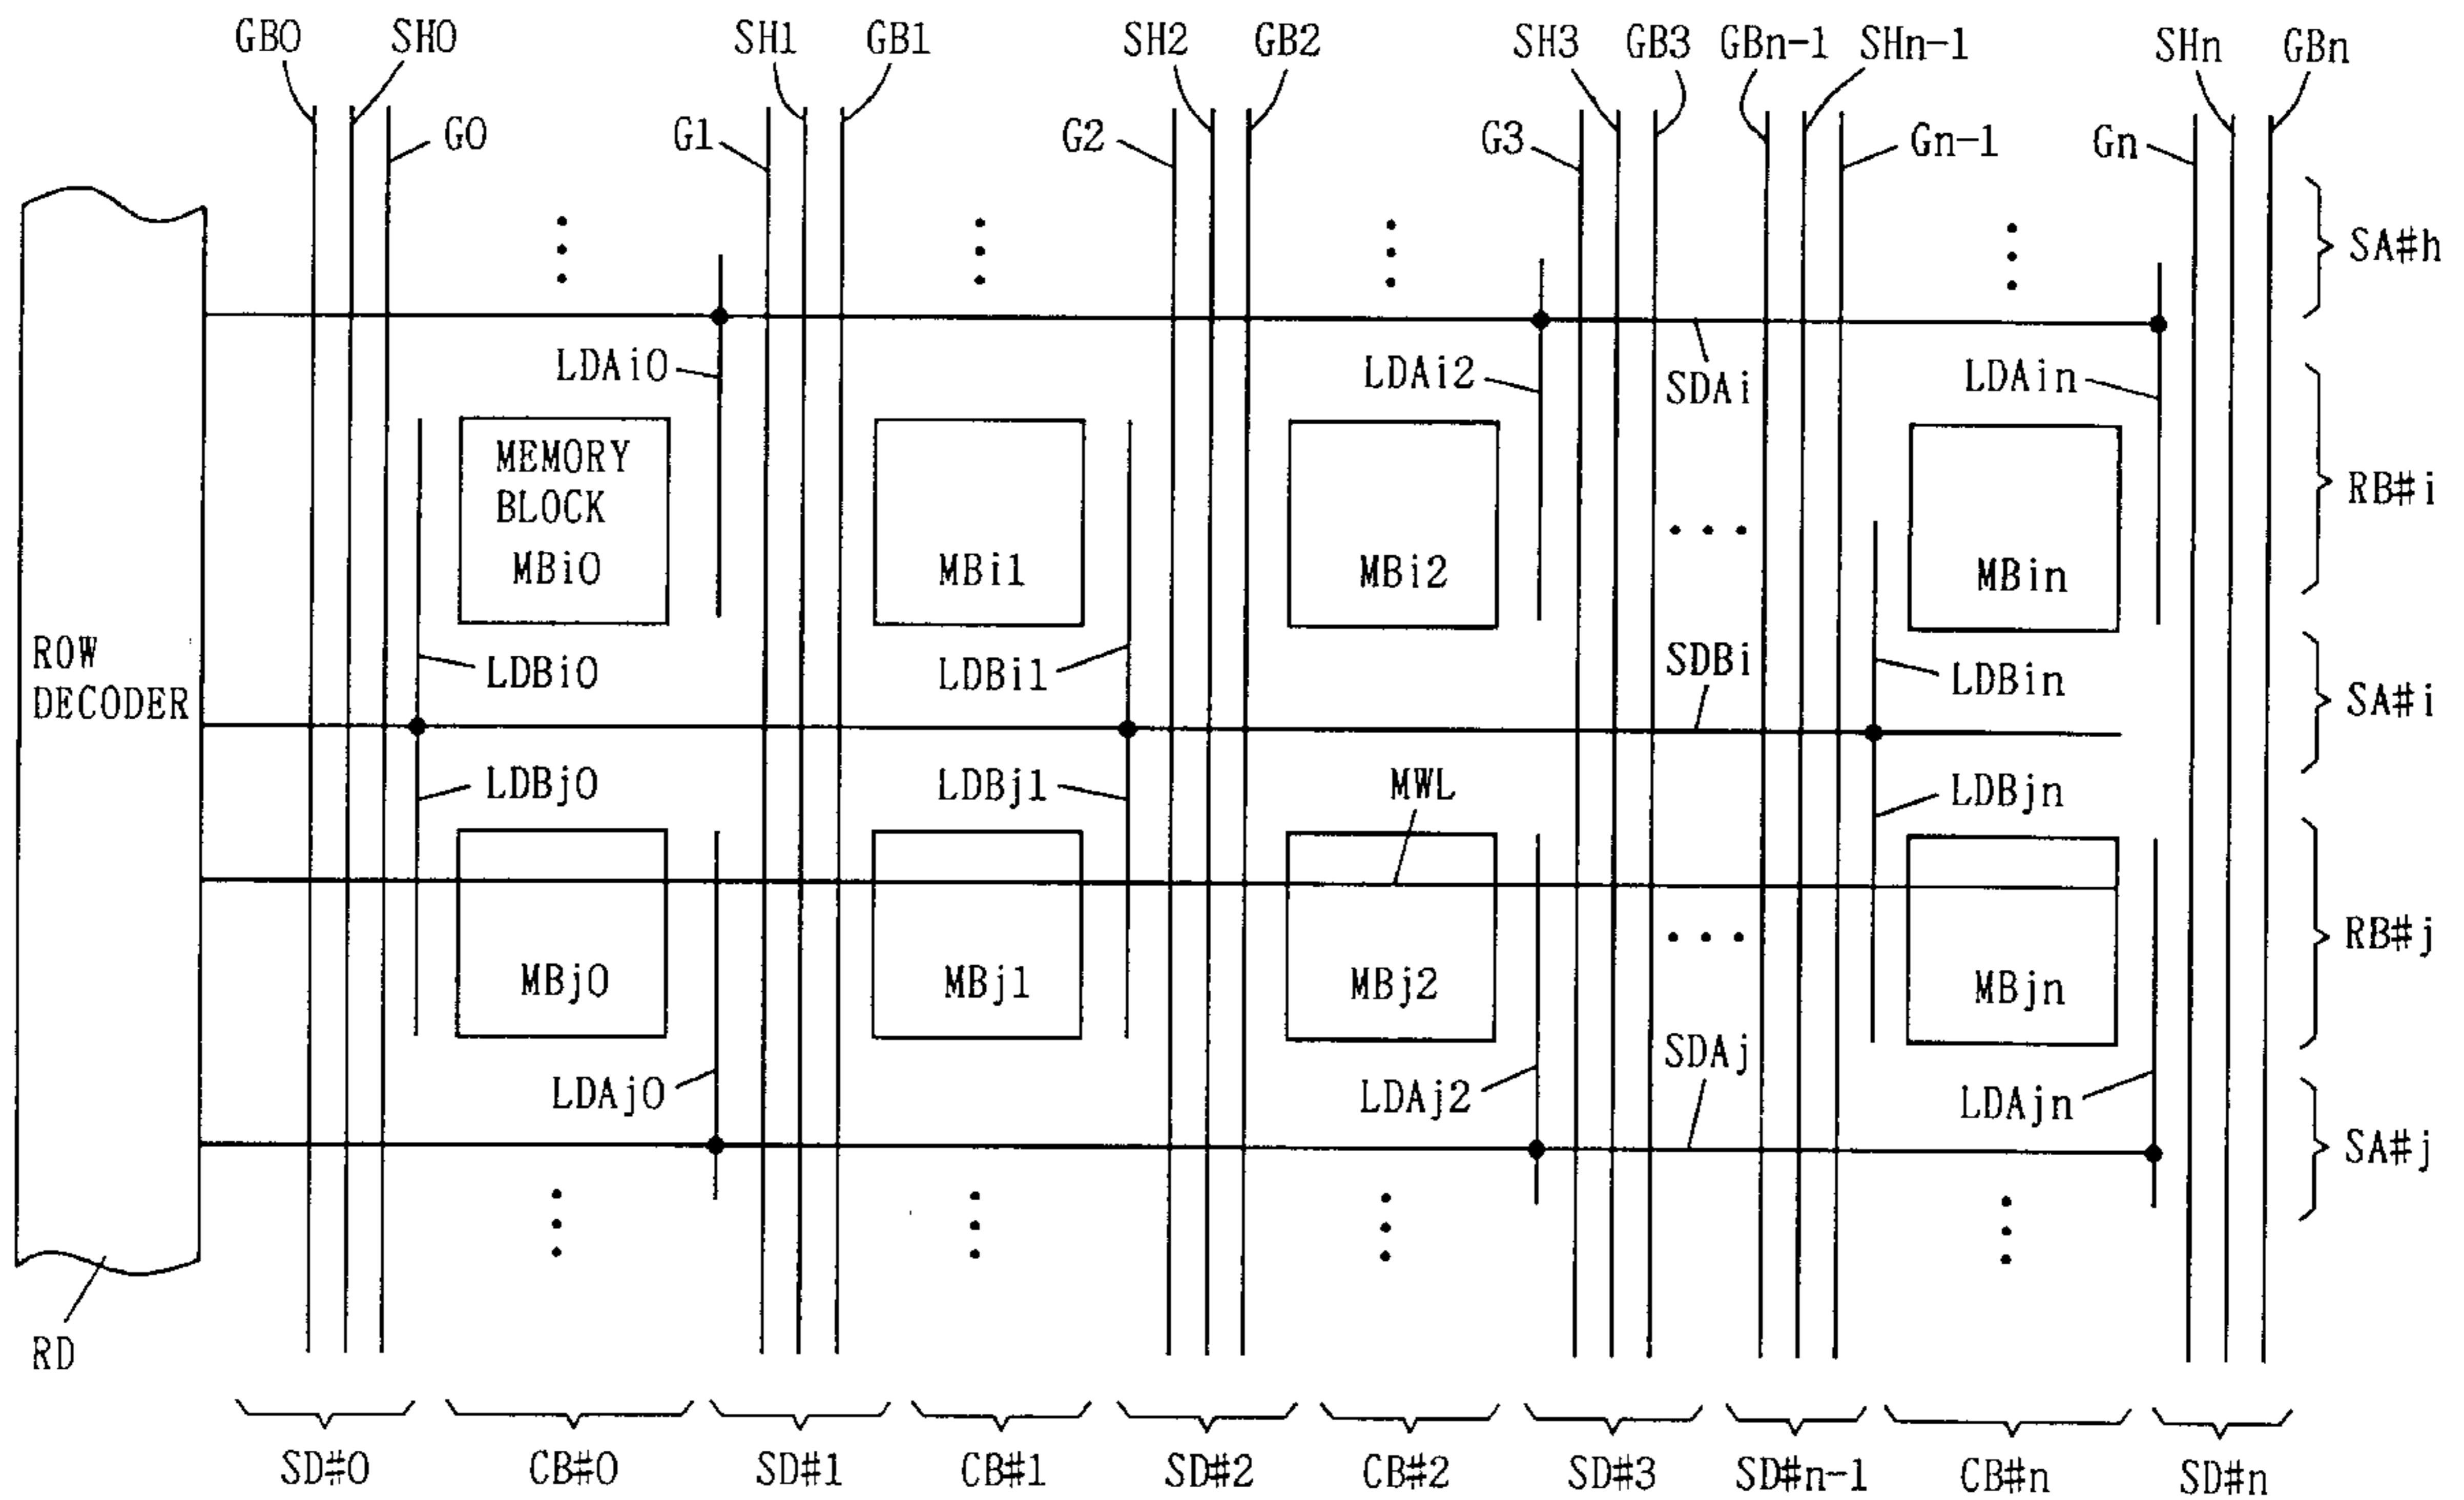 GB0 SH0 SH1 GB1 SH2 GB2 SH3 GB3 GBn-1 SHn-1 SHn GBn
G0 G1 G2 G3 Gn-1 Gn
SA#h
LDAi0 LDAi2 SDAi LDAin
MEMORY
BLOCK
MBi0 MBi1 MBi2 MBin
RB#i
ROW
DECODER
LDBi0 LDBi1 SDBi LDBin
SA#i
LDBj0 LDBj1 MWL LDBjn
MBj0 MBj1 MBj2 MBjn
RB#j
LDAj0 LDAj2 SDAj LDAjn
SA#j
RD
SD#0 CB#0 SD#1 CB#1 SD#2 CB#2 SD#3 SD#n-1 CB#n SD#n